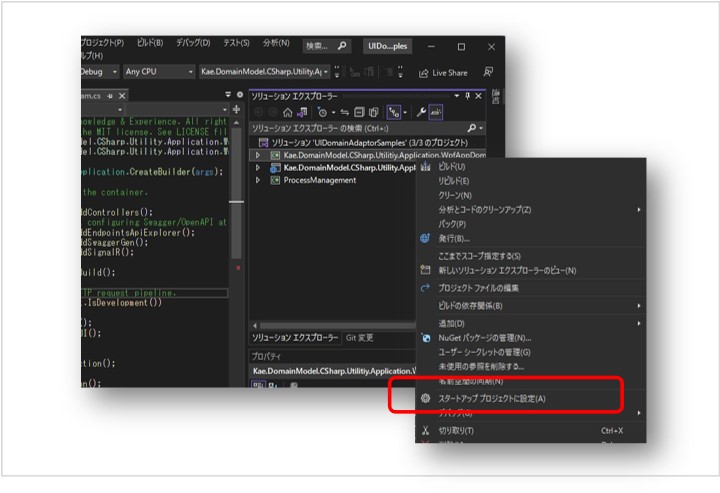 プロジェクト(P) ビルド(B) デバッグ(D) テスト(S) 分析(N) 検索... UIDo...ples
ルプ(H)
Debug Any CPU Kae.DomainModel.CSharp.Utility.Ap Live Share
am.cs
owledge & Experience. All right
the MIT license. See LICENSE fil
el.CSharp.Utility.Application.W
el.CSharp.Utility.Application.W
plication.CreateBuilder(args);
the container.
dControllers();
configuring Swagger/OpenAPI at
dEndpointsApiExplorer();
dSwaggerGen();
dSignalR();
uild();
TP request pipeline.
.IsDevelopment())
();
UI();
ction();
on();
ソリューション エクスプローラー
ソリューション エクスプローラー の検索 (Ctrl+;)
ソリューション 'UIDomainAdaptorSamples' (3/3 のプロジェクト)
Kae.DomainModel.CSharp.Utilitiy.Application.WpfAppDom
Kae.DomainModel.CSharp.Utilitiy.Appl
ProcessManagement
ソリューション エクスプローラー Git 変更
プロパティ
Kae.DomainModel.CSharp.Utilitiy.Application.W
ビルド(U)
リビルド(E)
クリーン(N)
分析とコードのクリーンアップ(Z)
パック(P)
発行(B)...
ここまでスコープ指定する(S)
新しいソリューション エクスプローラーのビュー(N)
プロジェクト ファイルの編集
ビルドの依存関係(B)
追加(D)
NuGet パッケージの管理(N)...
ユーザー シークレットの管理(G)
未使用の参照を削除する...
名前空間の同期(N)
スタートアップ プロジェクトに設定(A)
デバッグ(G)
切り取り(T) Ctrl+X